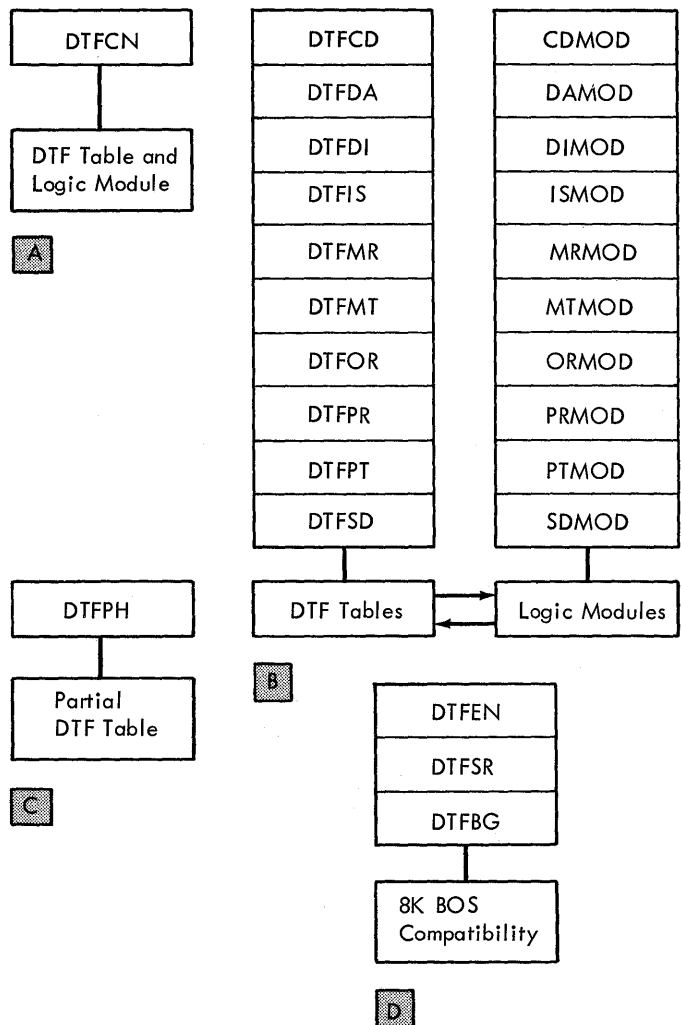 DTFCN
DTF Table and
Logic Module
A
DTFCD
DTFDA
DTFDI
DTFIS
DTFMR
DTFMT
DTFOR
DTFPR
DTFPT
DTFSD
DTF Tables
B
CDMOD
DAMOD
DIMOD
ISMOD
MRMOD
MTMOD
ORMOD
PRMOD
PTMOD
SDMOD
Logic Modules
DTFPH
Partial
DTF Table
C
DTFEN
DTFSR
DTFBG
8K BOS
Compatibility
D